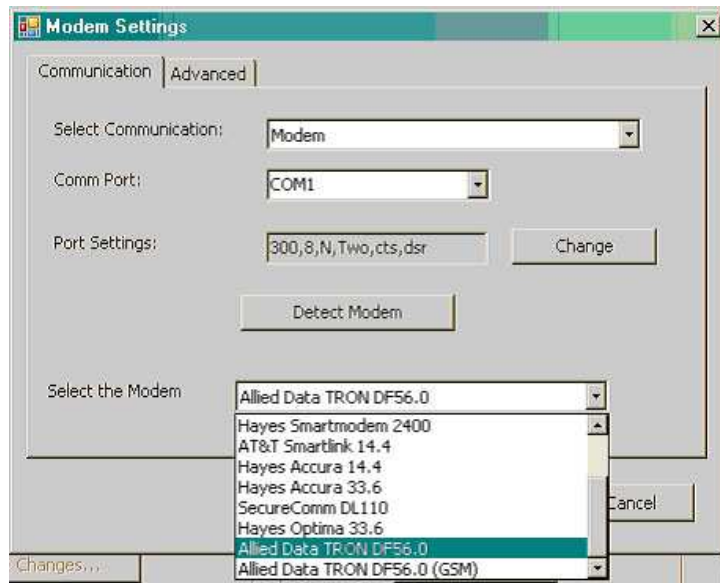 Modem Settings
Communication Advanced
Select Communication: Modem
Comm Port: COM1
Port Settings: 300,8,N,Two,cts,dsr Change
Detect Modem
Select the Modem Allied Data TRON DF56.0
Hayes Smartmodem 2400
AT&T Smartlink 14.4
Hayes Accura 14.4
Hayes Accura 33.6
SecureComm DL110
Hayes Optima 33.6
Allied Data TRON DF56.0
Allied Data TRON DF56.0 (GSM)
Cancel
Changes...